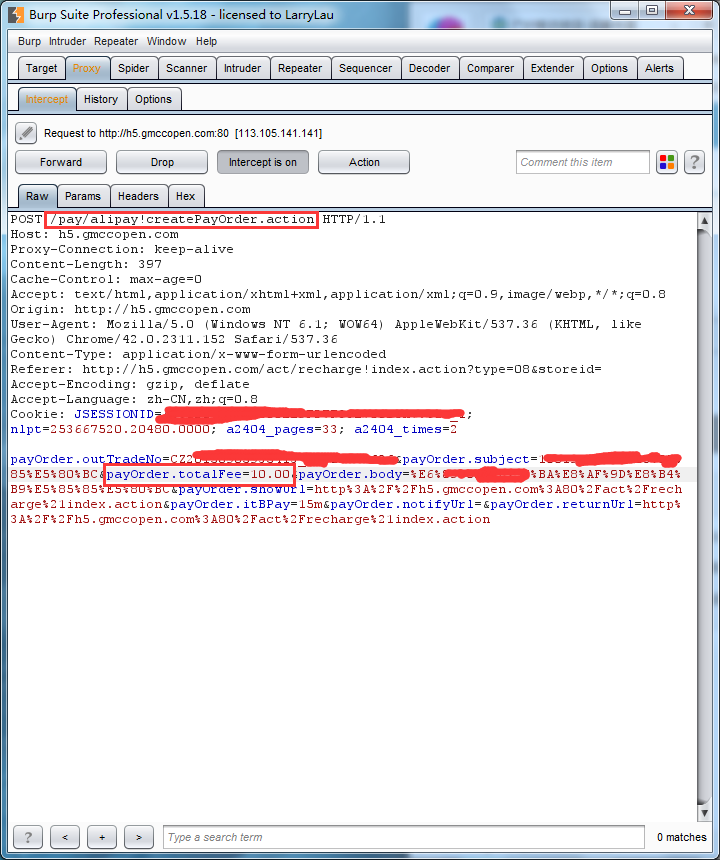 Burp Suite Professional v1.5.18 - licensed to LarryLau
Burp Intruder Repeater Window Help
Target Proxy Spider Scanner Intruder Repeater Sequencer Decoder Comparer Extender Options Alerts
Intercept History Options
Request to http://h5.gmccopen.com:80 [113.105.141.141]
Forward Drop Intercept is on Action Comment this item ?
Raw Params Headers Hex
POST /pay/alipay!createPayOrder.action HTTP/1.1
Host: h5.gmccopen.com
Proxy-Connection: keep-alive
Content-Length: 397
Cache-Control: max-age=0
Accept: text/html,application/xhtml+xml,application/xml;q=0.9,image/webp,*/*;q=0.8
Origin: http://h5.gmccopen.com
User-Agent: Mozilla/5.0 (Windows NT 6.1; WOW64) AppleWebKit/537.36 (KHTML, like
Gecko) Chrome/42.0.2311.152 Safari/537.36
Content-Type: application/x-www-form-urlencoded
Referer: http://h5.gmccopen.com/act/recharge!index.action?type=08&storeid=
Accept-Encoding: gzip, deflate
Accept-Language: zh-CN,zh;q=0.8
Cookie: JSESSIONID=
nlpt=253667520.20480.0000; a2404_pages=33; a2404_times=2
payOrder.outTradeNo=CZ &payOrder.subject=1
85%E5%80%BC&payOrder.totalFee=10.00&payOrder.body=%E6% %BA%E8%AF%9D%E8%B4%
B9%E5%85%85%E5%80%BC&payOrder.showUrl=http%3A%2F%2Fh5.gmccopen.com%3A80%2Fact%2Frech
arge%21index.action&payOrder.itBPay=15m&payOrder.notifyUrl=&payOrder.returnUrl=http%
3A%2F%2Fh5.gmccopen.com%3A80%2Fact%2Frecharge%21index.action
? < + > Type a search term 0 matches